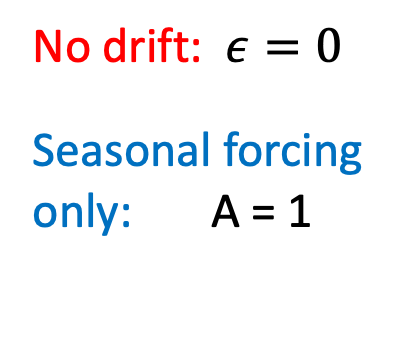 No drift: ϵ = 0
Seasonal forcing
only: A = 1